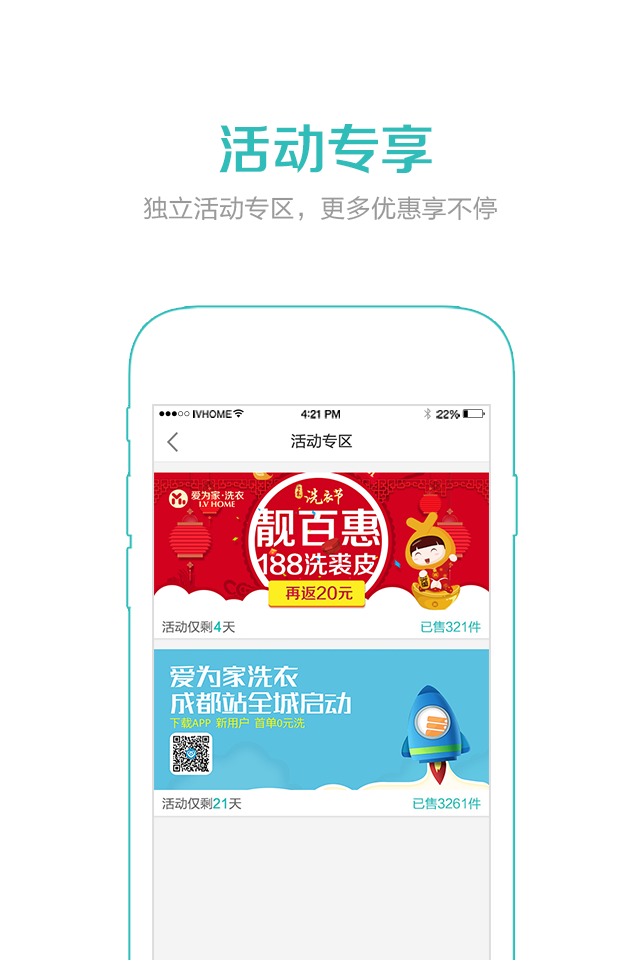 活动专享
独立活动专区，更多优惠享不停
IVHOME 4:21 PM 22%
活动专区
爱为家·洗衣
I.V HOME
洗衣节
靓百惠
188洗裘皮
再返20元
活动仅剩4天 已售321件
爱为家洗衣
成都站全城启动
下载APP 新用户 首单0元洗
活动仅剩21天 已售3261件